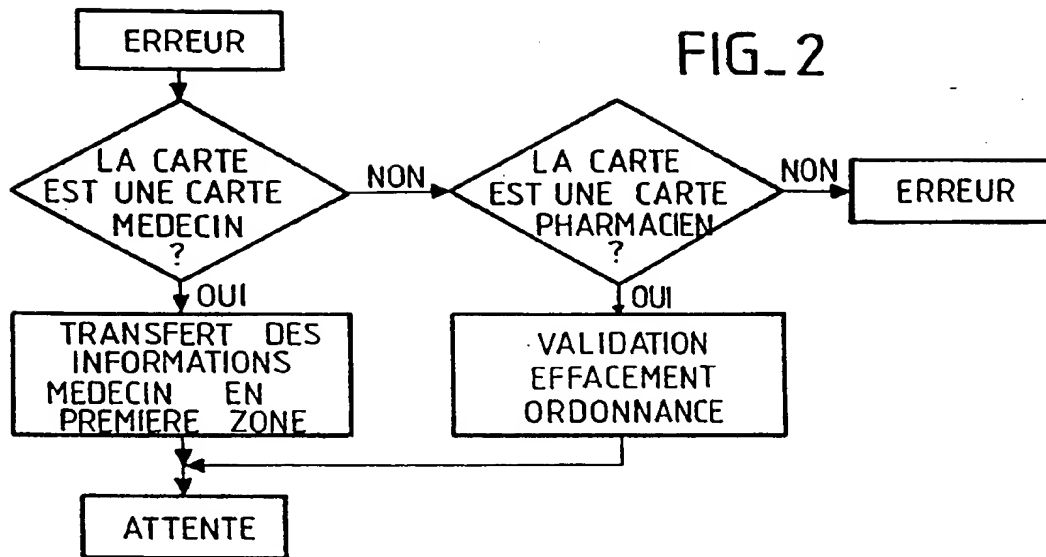 ERREUR
FIG_2
LA CARTE
EST UNE CARTE
MEDECIN
?
NON
LA CARTE
EST UNE CARTE
PHARMACIEN
?
NON
ERREUR
OUI
OUI
TRANSFERT DES
INFORMATIONS
MEDECIN EN
PREMIERE ZONE
VALIDATION
EFFACEMENT
ORDONNANCE
ATTENTE